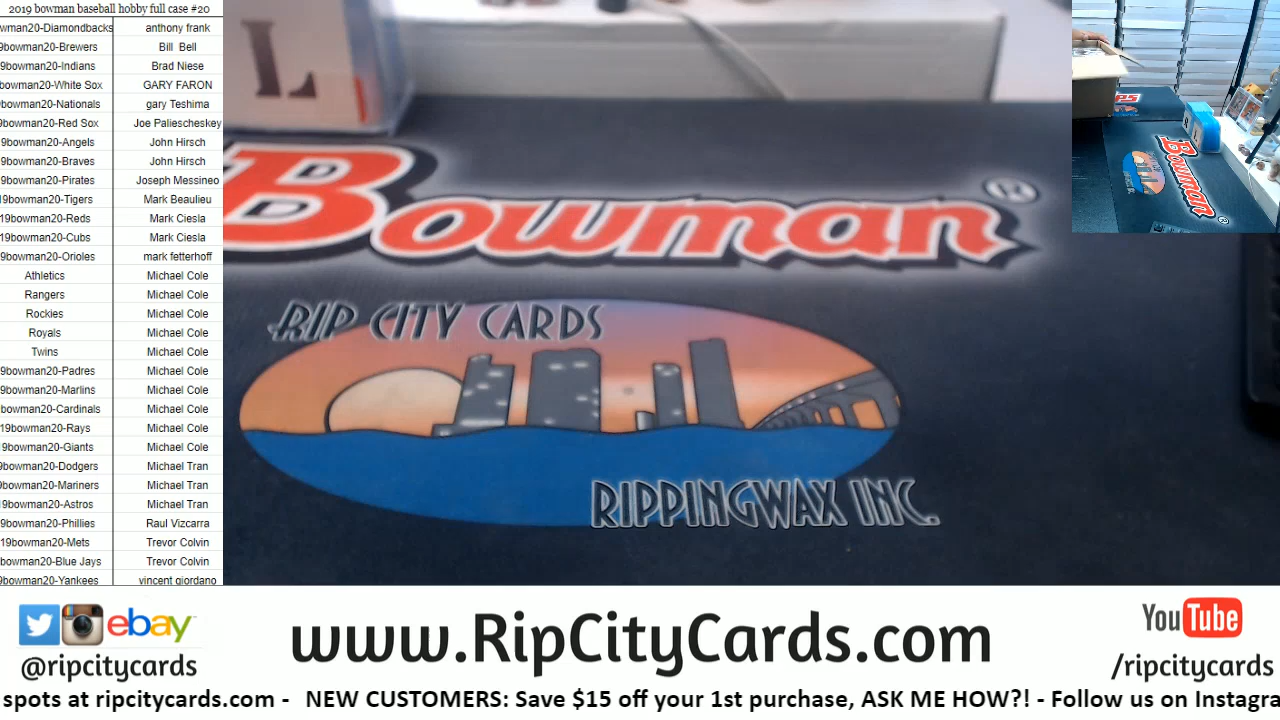 2019 bowman baseball hobby full case #20
wman20-Diamondbacks anthony frank
9bowman20-Brewers Bill Bell
9bowman20-Indians Brad Niese
bowman20-White Sox GARY FARON
bowman20-Nationals gary Teshima
9bowman20-Red Sox Joe Paliescheskey
19bowman20-Angels John Hirsch
9bowman20-Braves John Hirsch
9bowman20-Pirates Joseph Messineo
19bowman20-Tigers Mark Beaulieu
19bowman20-Reds Mark Ciesla
19bowman20-Cubs Mark Ciesla
9bowman20-Orioles mark fetterhoff
Athletics Michael Cole
Rangers Michael Cole
Rockies Michael Cole
Royals Michael Cole
Twins Michael Cole
9bowman20-Padres Michael Cole
9bowman20-Marlins Michael Cole
bowman20-Cardinals Michael Cole
19bowman20-Rays Michael Cole
19bowman20-Giants Michael Cole
9bowman20-Dodgers Michael Tran
9bowman20-Mariners Michael Tran
19bowman20-Astros Michael Tran
9bowman20-Phillies Raul Vizcarra
19bowman20-Mets Trevor Colvin
bowman20-Blue Jays Trevor Colvin
9bowman20-Yankees vincent giordano
L
Bowman®
RIP CITY CARDS
RIPPINGWAX INC.
PS
Bowman®
ebay
@ripcitycards
www.RipCityCards.com
YouTube
/ripcitycards
spots at ripcitycards.com - NEW CUSTOMERS: Save $15 off your 1st purchase, ASK ME HOW?! - Follow us on Instagra